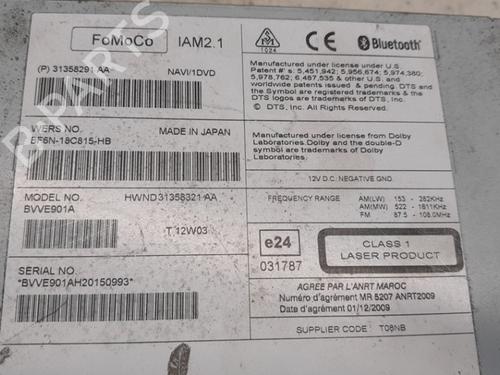 FoMoCo IAM2.1
1024
Bluetooth®
(P) 31358291 AA NAVI/1DVD
Manufactured under license under U.S.
Patent #'s : 5,451,942; 5,956,674; 5,974,380;
5,978,762; 6,487,535 & other U.S. and
worldwide patents issued & pending. DTS and
the Symbol are registered trademarks &
DTS logos are trademarks of DTS, Inc.
© DTS, Inc. All Rights Reserved.
WERS NO. MADE IN JAPAN
BF6N-18C815-HB
Manufactured under license from Dolby
Laboratories.Dolby and the double-D
symbol are trademarks of Dolby
Laboratories.
12V D.C. NEGATIVE GND.
MODEL NO. HWND31358321 AA
BVVE901A
T 12W03
FREQUENCY RANGE AM(LW) 153 - 282KHz
AM(MW) 522 - 1611KHz
FM 87.5 - 108.0MHz
e24
031787
CLASS 1
LASER PRODUCT
SERIAL NO.
*BVVE901AH20150993*
AGREE PAR L'ANRT MAROC
Numéro d'agrément MR 5207 ANRT2009
Date d'agrément 01/12/2009
SUPPLIER CODE T08NB
B-PARTS